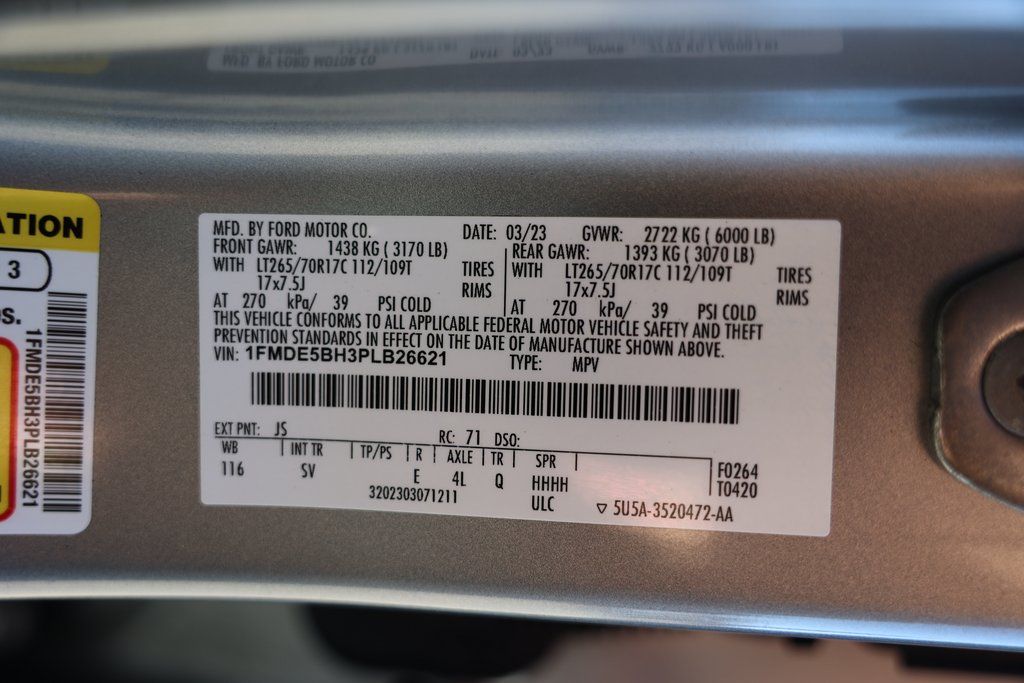 ATION
3
1FMDE5BH3PLB26621
MFD. BY FORD MOTOR CO. DATE: 03/23 GVWR: 2722 KG ( 6000 LB)
FRONT GAWR: 1438 KG ( 3170 LB) REAR GAWR: 1393 KG ( 3070 LB)
WITH LT265/70R17C 112/109T TIRES WITH LT265/70R17C 112/109T TIRES
17x7.5J RIMS 17x7.5J RIMS
AT 270 kPa/ 39 PSI COLD AT 270 kPa/ 39 PSI COLD
THIS VEHICLE CONFORMS TO ALL APPLICABLE FEDERAL MOTOR VEHICLE SAFETY AND THEFT
PREVENTION STANDARDS IN EFFECT ON THE DATE OF MANUFACTURE SHOWN ABOVE.
VIN: 1FMDE5BH3PLB26621 TYPE: MPV
EXT PNT: JS RC: 71 DSO:
WB INT TR TP/PS R AXLE TR SPR F0264
116 SV E 4L Q HHHH T0420
3202303071211 ULC ▽ 5U5A-3520472-AA